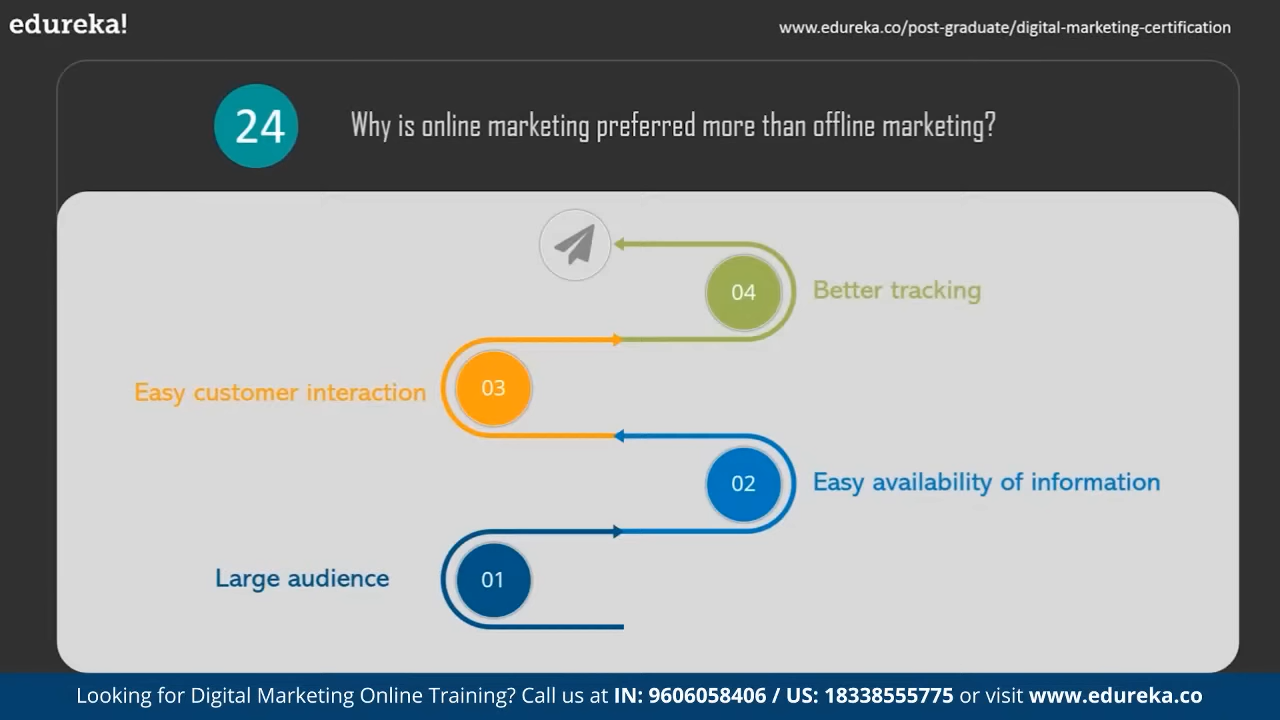 edureka!
www.edureka.co/post-graduate/digital-marketing-certification
24
Why is online marketing preferred more than offline marketing?
04
Better tracking
Easy customer interaction
03
02
Easy availability of information
Large audience
01
Looking for Digital Marketing Online Training? Call us at IN: 9606058406 / US: 18338555775 or visit www.edureka.co